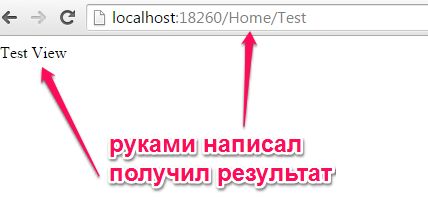 localhost:18260/Home/Test
Test View
руками написал
получил результат